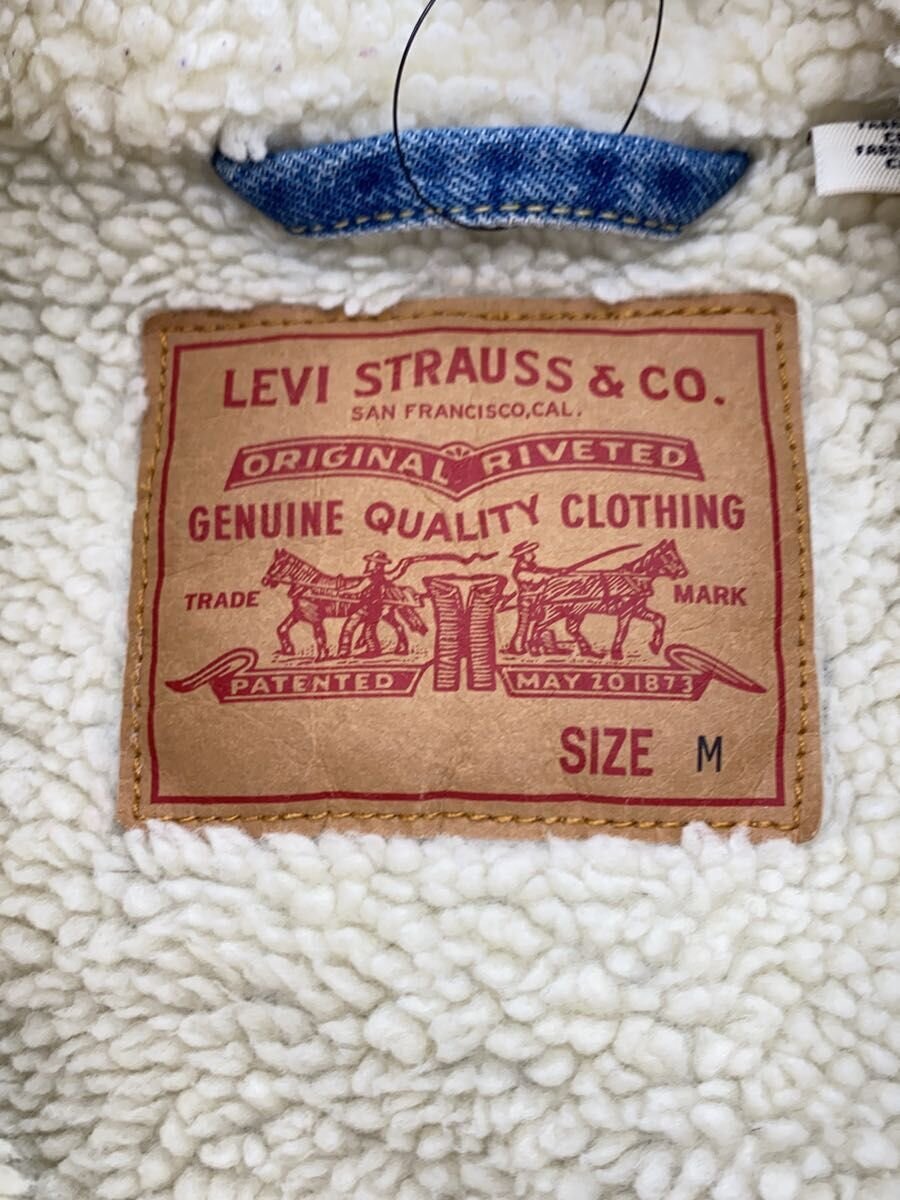 LEVI STRAUSS & CO.
SAN FRANCISCO, CAL.
ORIGINAL RIVETED
GENUINE QUALITY CLOTHING
TRADE MARK
PATENTED MAY 20 1873
SIZE M